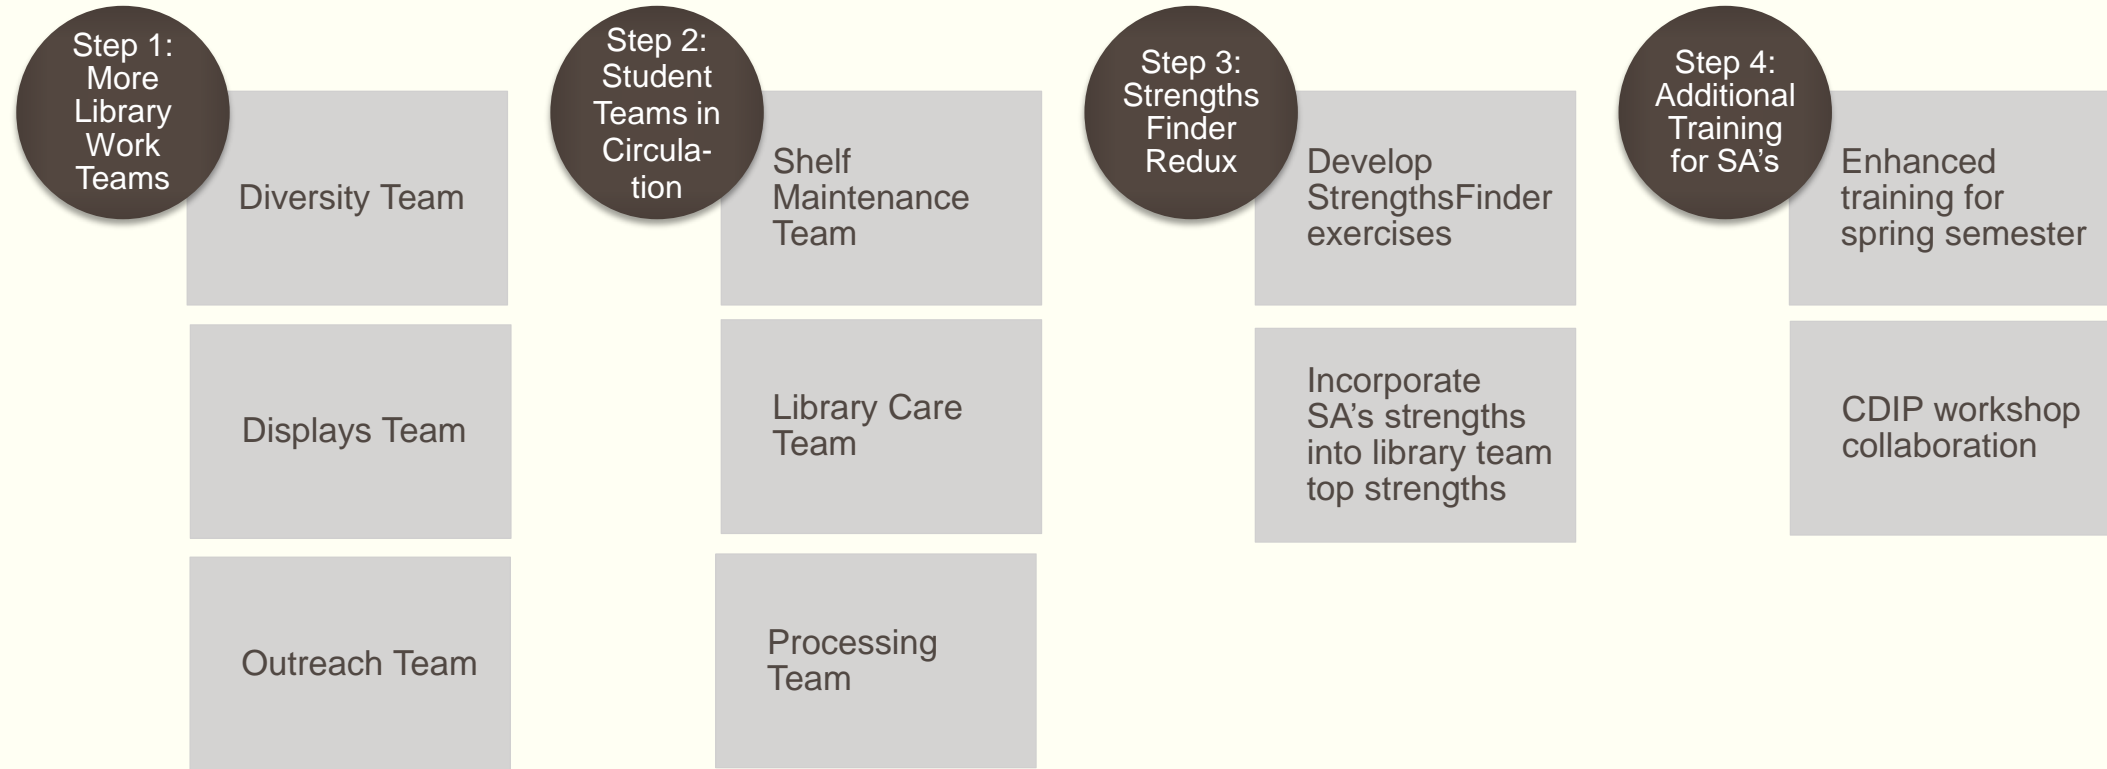 Step 1:
More
Library
Work
Teams
Diversity Team
Displays Team
Outreach Team
Step 2:
Student
Teams in
Circula-
tion
Shelf
Maintenance
Team
Library Care
Team
Processing
Team
Step 3:
Strengths
Finder
Redux
Develop
StrengthsFinder
exercises
Incorporate
SA’s strengths
into library team
top strengths
Step 4:
Additional
Training
for SA’s
Enhanced
training for
spring semester
CDIP workshop
collaboration